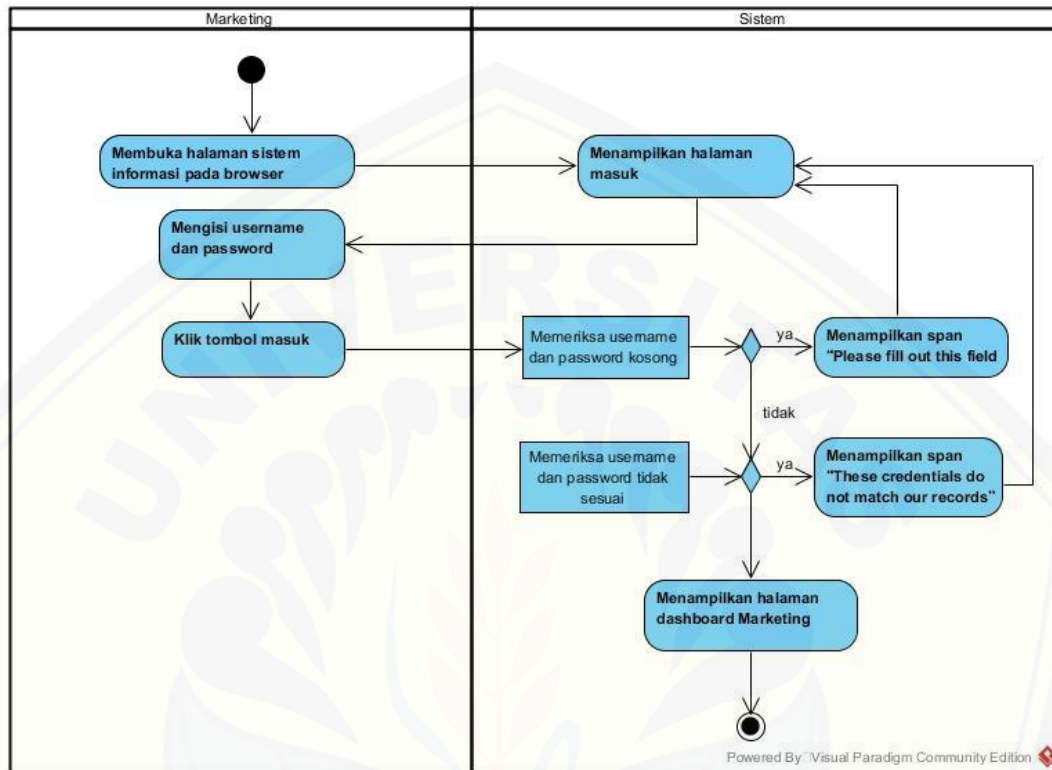 Marketing
Sistem
Membuka halaman sistem
informasi pada browser
Menampilkan halaman
masuk
Mengisi username
dan password
Klik tombol masuk
Memeriksa username
dan password kosong
ya
Menampilkan span
"Please fill out this field
tidak
Memeriksa username
dan password tidak
sesuai
ya
Menampilkan span
"These credentials do
not match our records"
Menampilkan halaman
dashboard Marketing
UNIVERSITAS
Powered By Visual Paradigm Community Edition